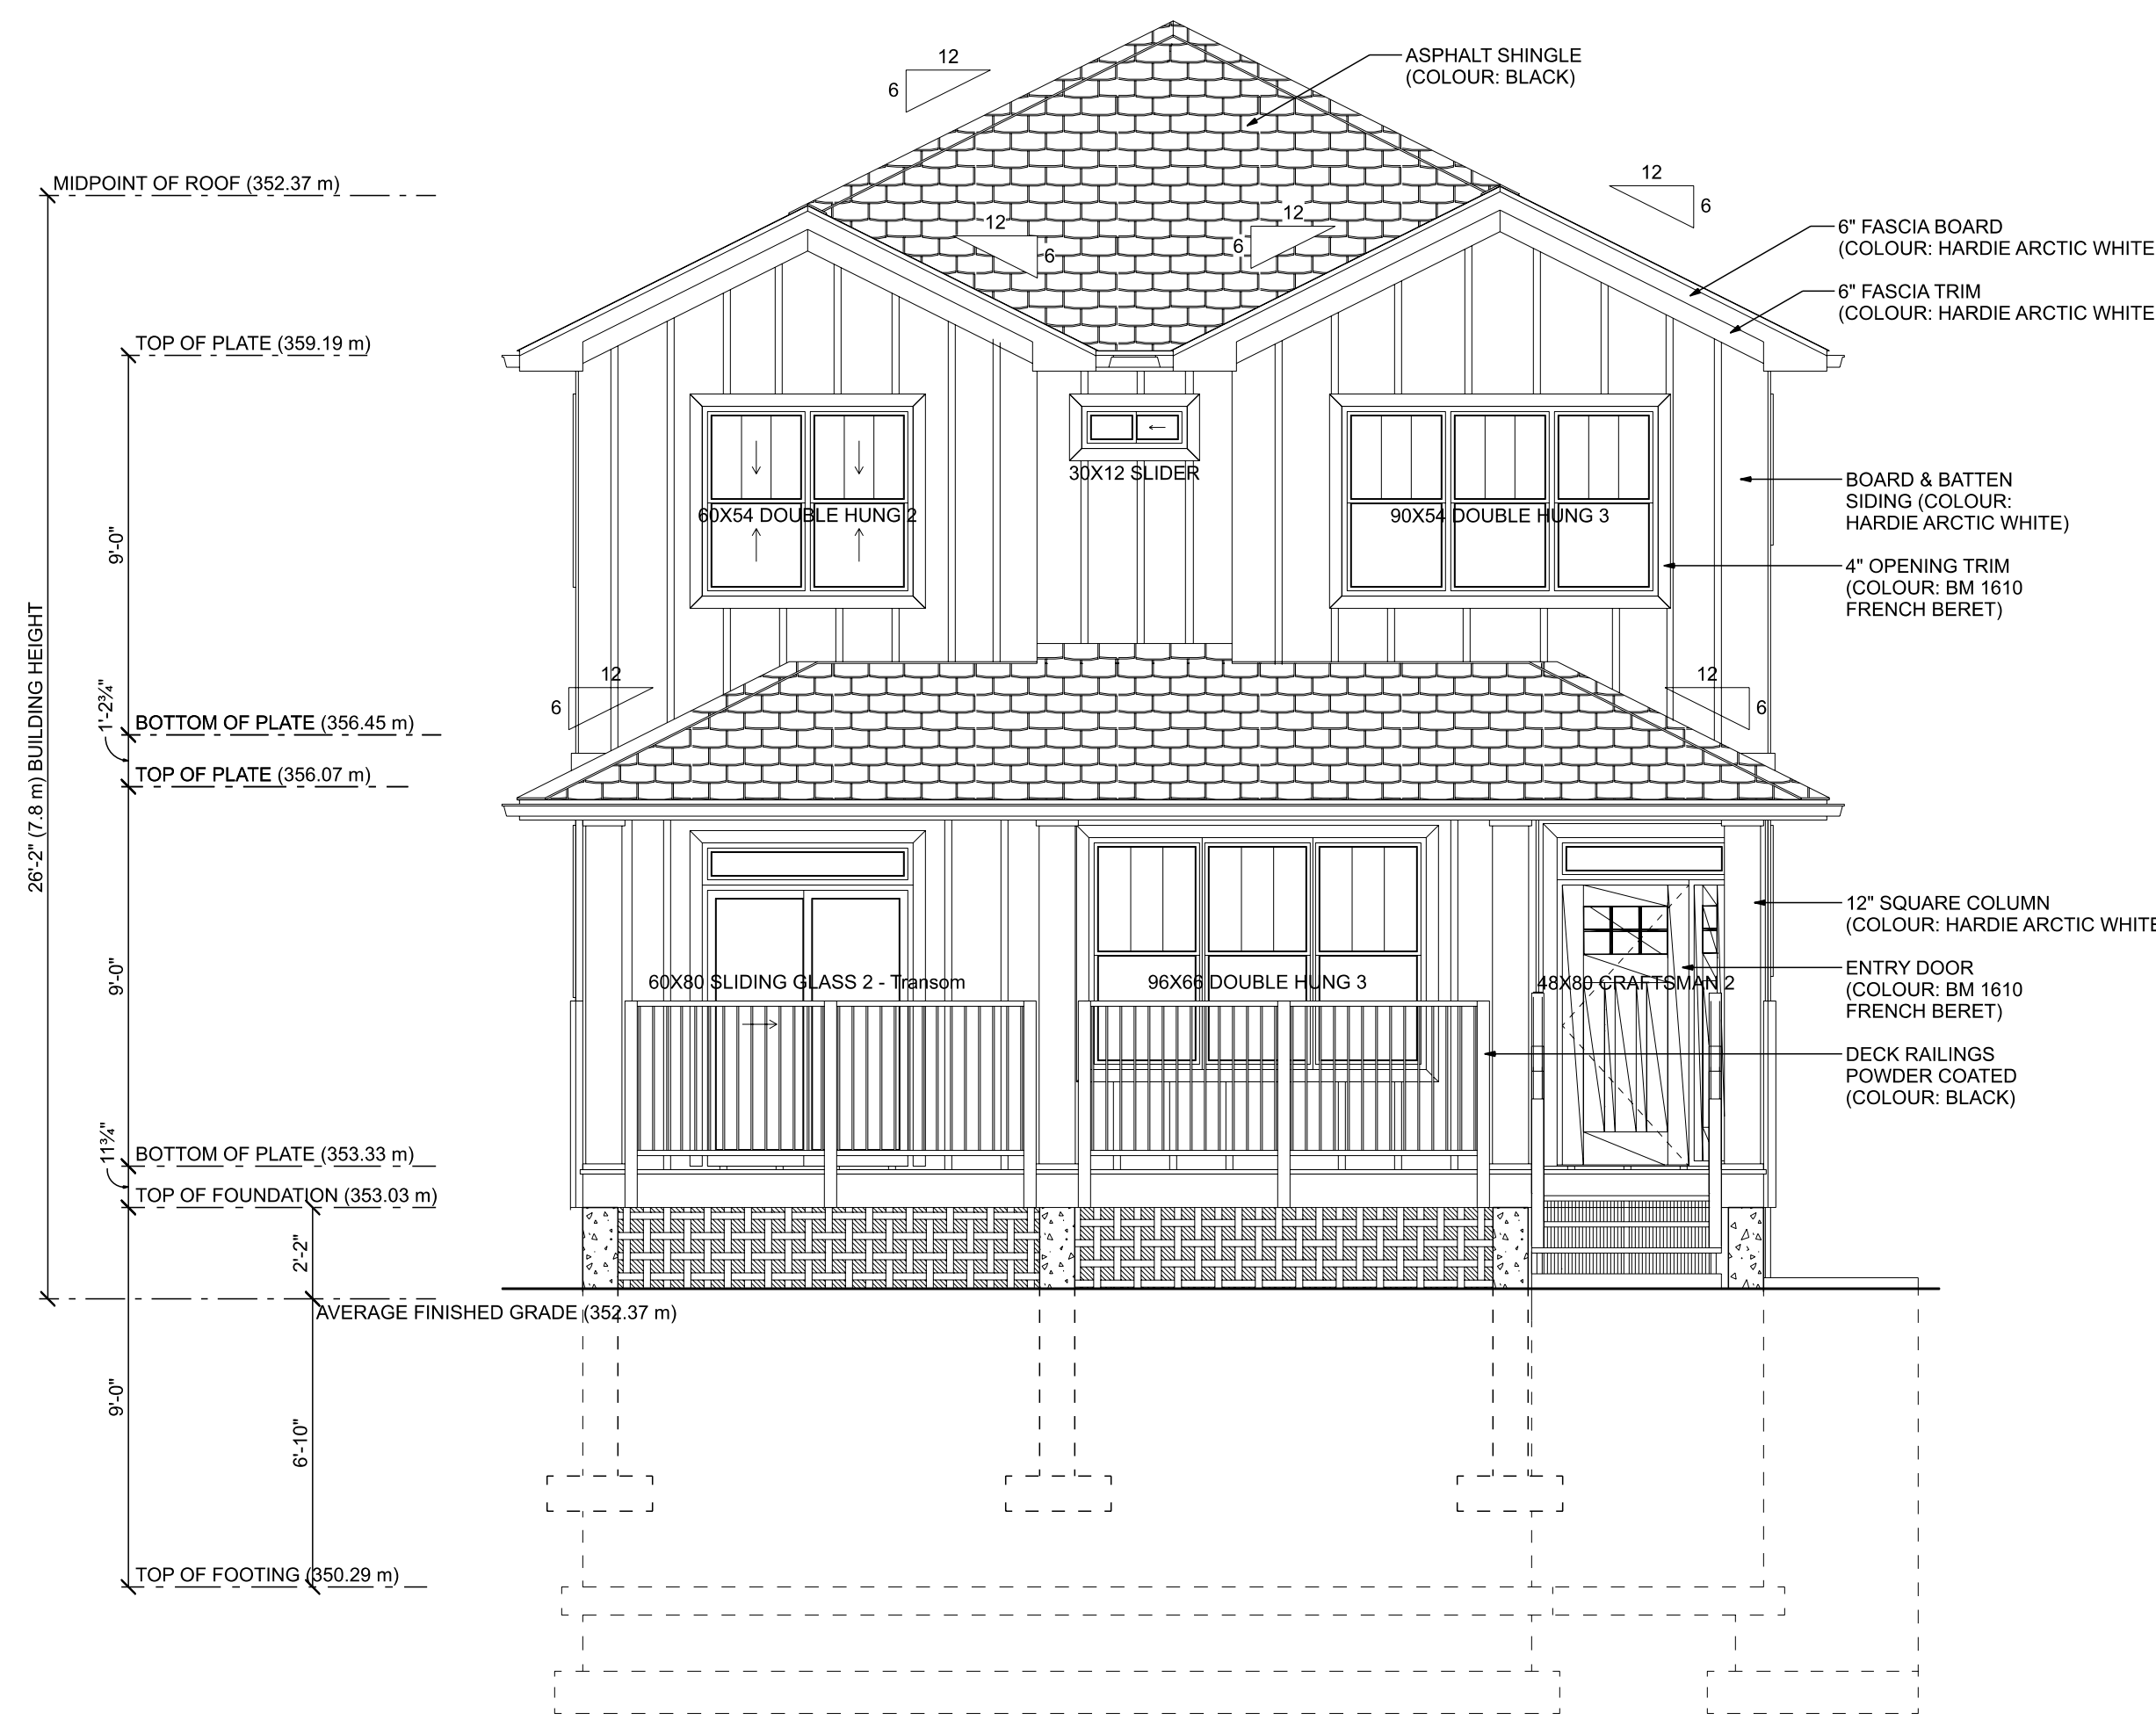 12
6
ASPHALT SHINGLE
(COLOUR: BLACK)
MIDPOINT OF ROOF (352.37 m)
12
6
12
6
12
6
6" FASCIA BOARD
(COLOUR: HARDIE ARCTIC WHITE
6" FASCIA TRIM
(COLOUR: HARDIE ARCTIC WHITE
TOP OF PLATE (359.19 m)
30X12 SLIDER
60X54 DOUBLE HUNG 2
90X54 DOUBLE HUNG 3
BOARD & BATTEN
SIDING (COLOUR:
HARDIE ARCTIC WHITE)
4" OPENING TRIM
(COLOUR: BM 1610
FRENCH BERET)
9'-0"
26'-2" (7.8 m) BUILDING HEIGHT
12
6
12
6
1'-2¾"
BOTTOM OF PLATE (356.45 m)
TOP OF PLATE (356.07 m)
9'-0"
60X80 SLIDING GLASS 2 - Transom
96X66 DOUBLE HUNG 3
48X80 CRAFTSMAN 2
12" SQUARE COLUMN
(COLOUR: HARDIE ARCTIC WHITE
ENTRY DOOR
(COLOUR: BM 1610
FRENCH BERET)
DECK RAILINGS
POWDER COATED
(COLOUR: BLACK)
11¾"
BOTTOM OF PLATE (353.33 m)
TOP OF FOUNDATION (353.03 m)
2'-2"
AVERAGE FINISHED GRADE (352.37 m)
9'-0"
6'-10"
TOP OF FOOTING (350.29 m)